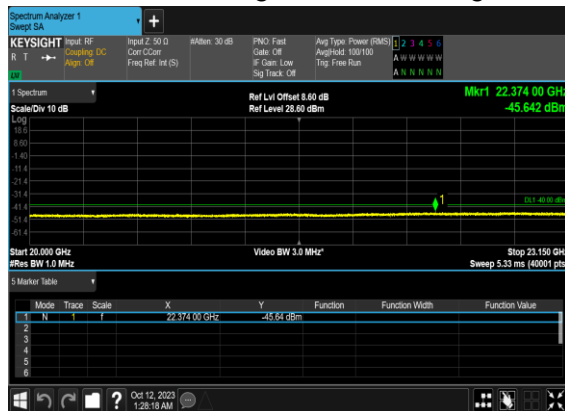 Spectrum Analyzer 1
Swept SA
KEYSIGHT Input: RF Input Z: 50 Ω #Atten: 30 dB PNO: Fast Avg Type: Power (RMS) 1 2 3 4 5 6
R T Coupling: DC Corr CCorr Gate: Off Avg|Hold: 100/100 A W W W W W
Align: Off Freq Ref: Int (S) IF Gain: Low Trig: Free Run
Sig Track: Off A N N N N N
LW
1 Spectrum Ref Lvl Offset 8.60 dB Mkr1 22.374 00 GHz
Scale/Div 10 dB Ref Level 28.60 dBm -45.642 dBm
Log
18.6
8.60
-1.40
-11.4
-21.4
-31.4
1
DL1 -40.00 dBm
-41.4
-51.4
-61.4
Start 20.000 GHz Video BW 3.0 MHz* Stop 23.150 GHz
#Res BW 1.0 MHz Sweep 5.33 ms (40001 pts)
5 Marker Table
Mode Trace Scale X Y Function Function Width Function Value
1 N 1 f 22.374 00 GHz -45.64 dBm
2
3
4
5
6
? Oct 12, 2023
1:28:18 AM